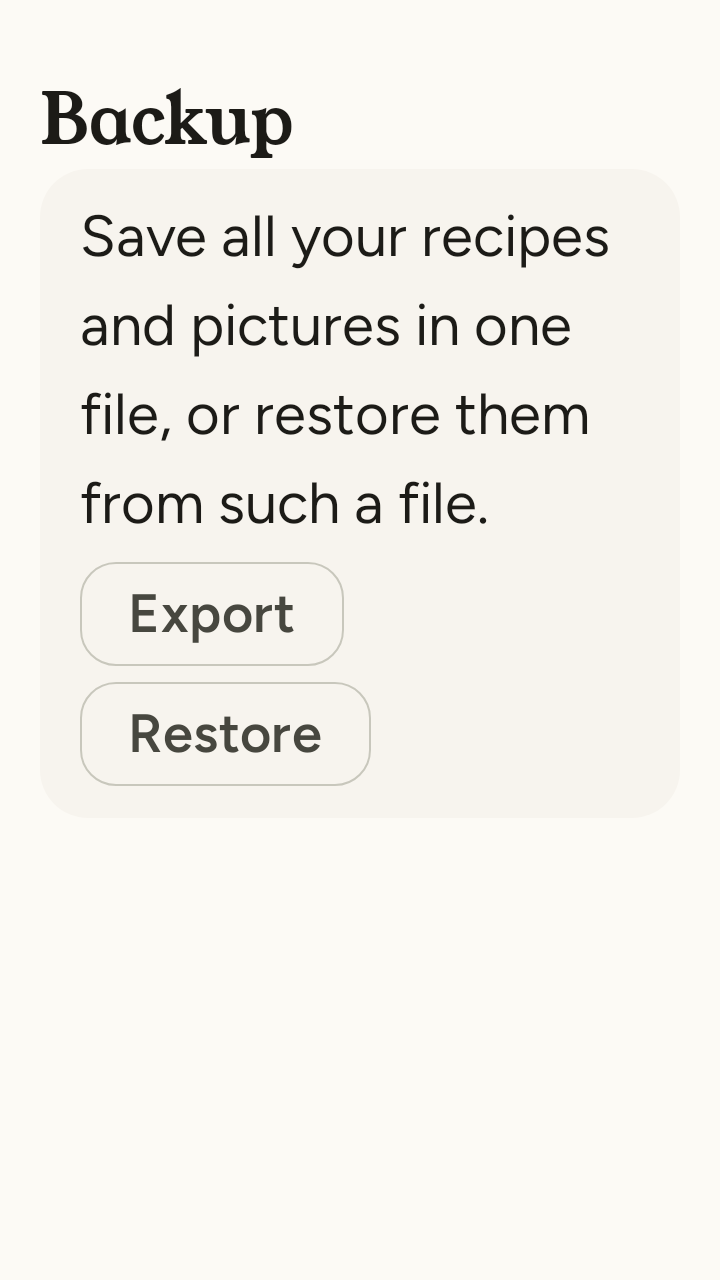 Backup
Save all your recipes
and pictures in one
file, or restore them
from such a file.
Export
Restore